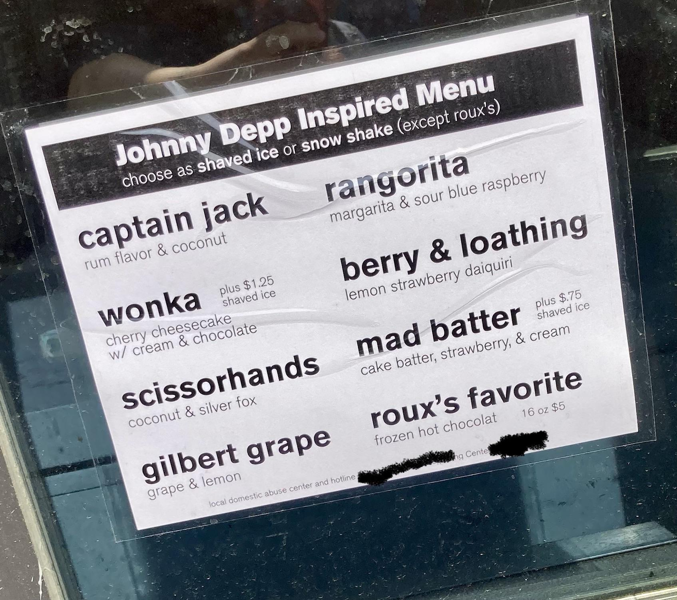 Johnny Depp Inspired Menu
choose as shaved ice or snow shake (except roux's)
captain jack
rum flavor & coconut
wonka
plus $1.25
shaved ice
cherry cheesecake
w/ cream & chocolate
scissorhands
coconut & silver fox
gilbert grape
grape & lemon
rangorita
margarita & sour blue raspberry
berry & loathing
lemon strawberry daiquiri
mad batter
plus $.75
shaved ice
cake batter, strawberry, & cream
roux's favorite
frozen hot chocolat 16 oz $5
local domestic abuse center and hotline